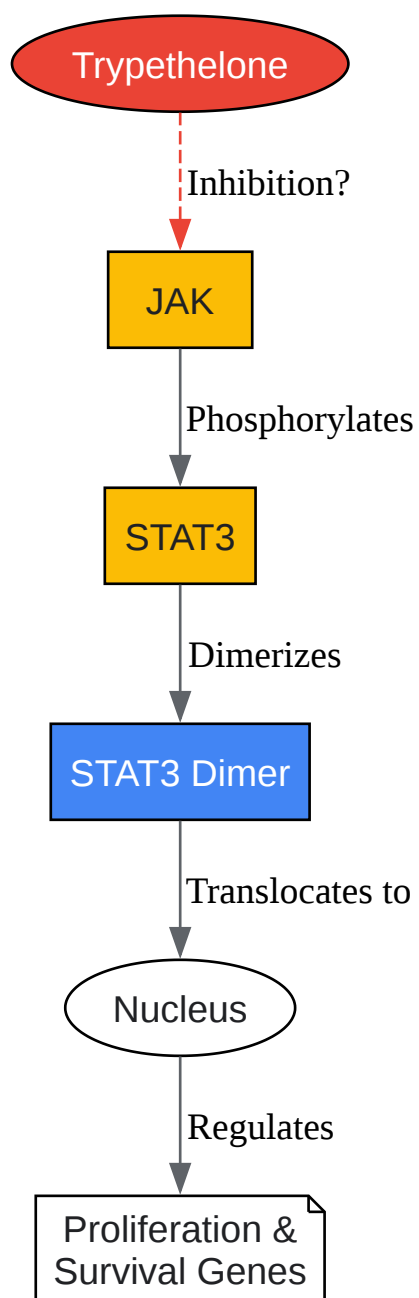 Trypethelone
Inhibition?
JAK
Phosphorylates
STAT3
Dimerizes
STAT3 Dimer
Translocates to
Nucleus
Regulates
Proliferation &
Survival Genes